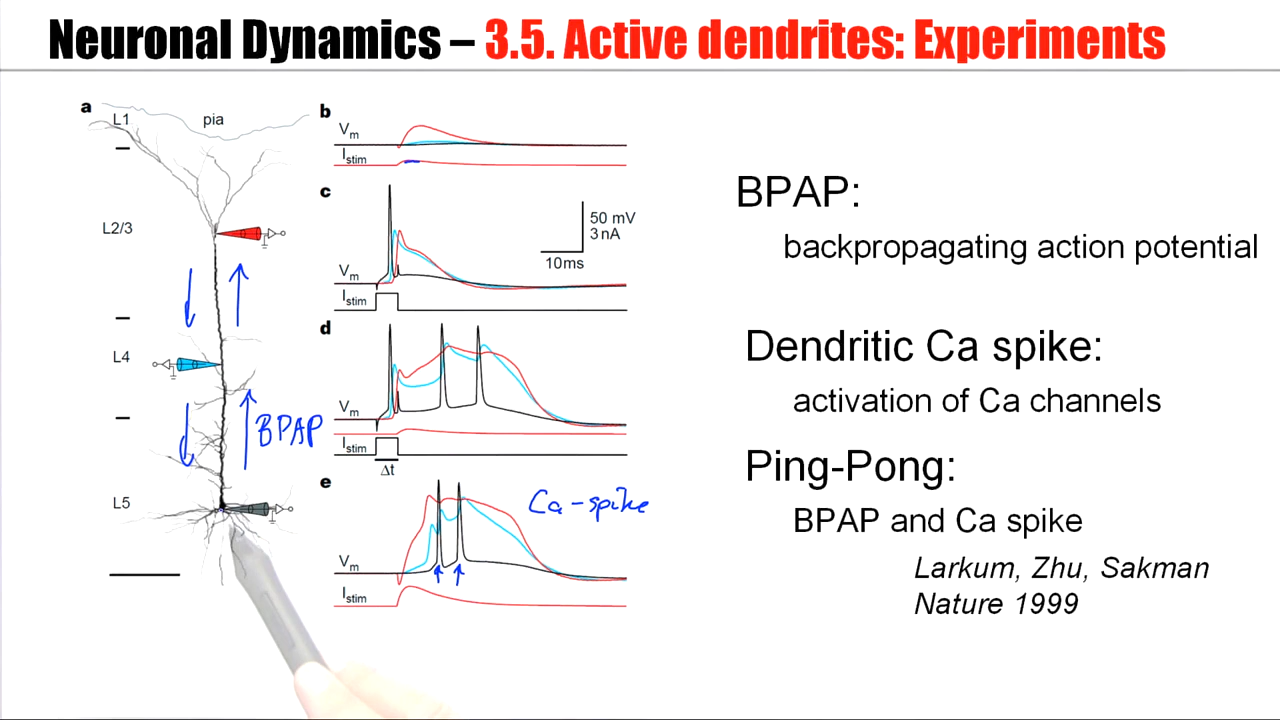 Neuronal Dynamics – 3.5. Active dendrites: Experiments
a
L1
pia
L2/3
L4
L5
BPAP
b
Vm
Istim
c
50 mV
3 nA
10 ms
Vm
Istim
d
Vm
Istim
Δt
e
Ca-spike
Vm
Istim
BPAP:
backpropagating action potential
Dendritic Ca spike:
activation of Ca channels
Ping-Pong:
BPAP and Ca spike
Larkum, Zhu, Sakman
Nature 1999